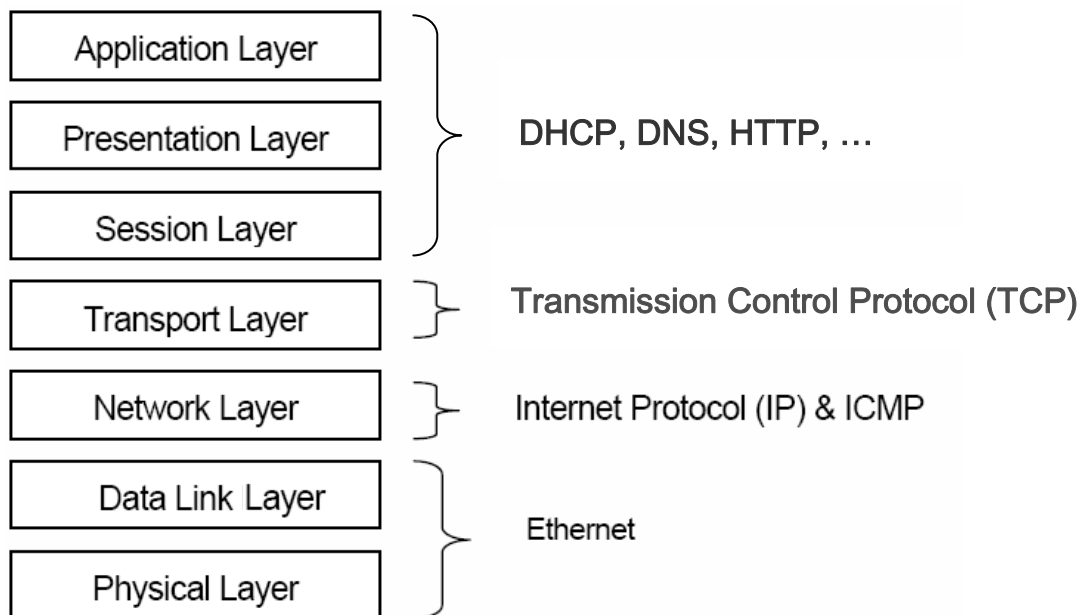 Application Layer
Presentation Layer
DHCP, DNS, HTTP, ...
Session Layer
Transport Layer
Transmission Control Protocol (TCP)
Network Layer
Internet Protocol (IP) & ICMP
Data Link Layer
Ethernet
Physical Layer